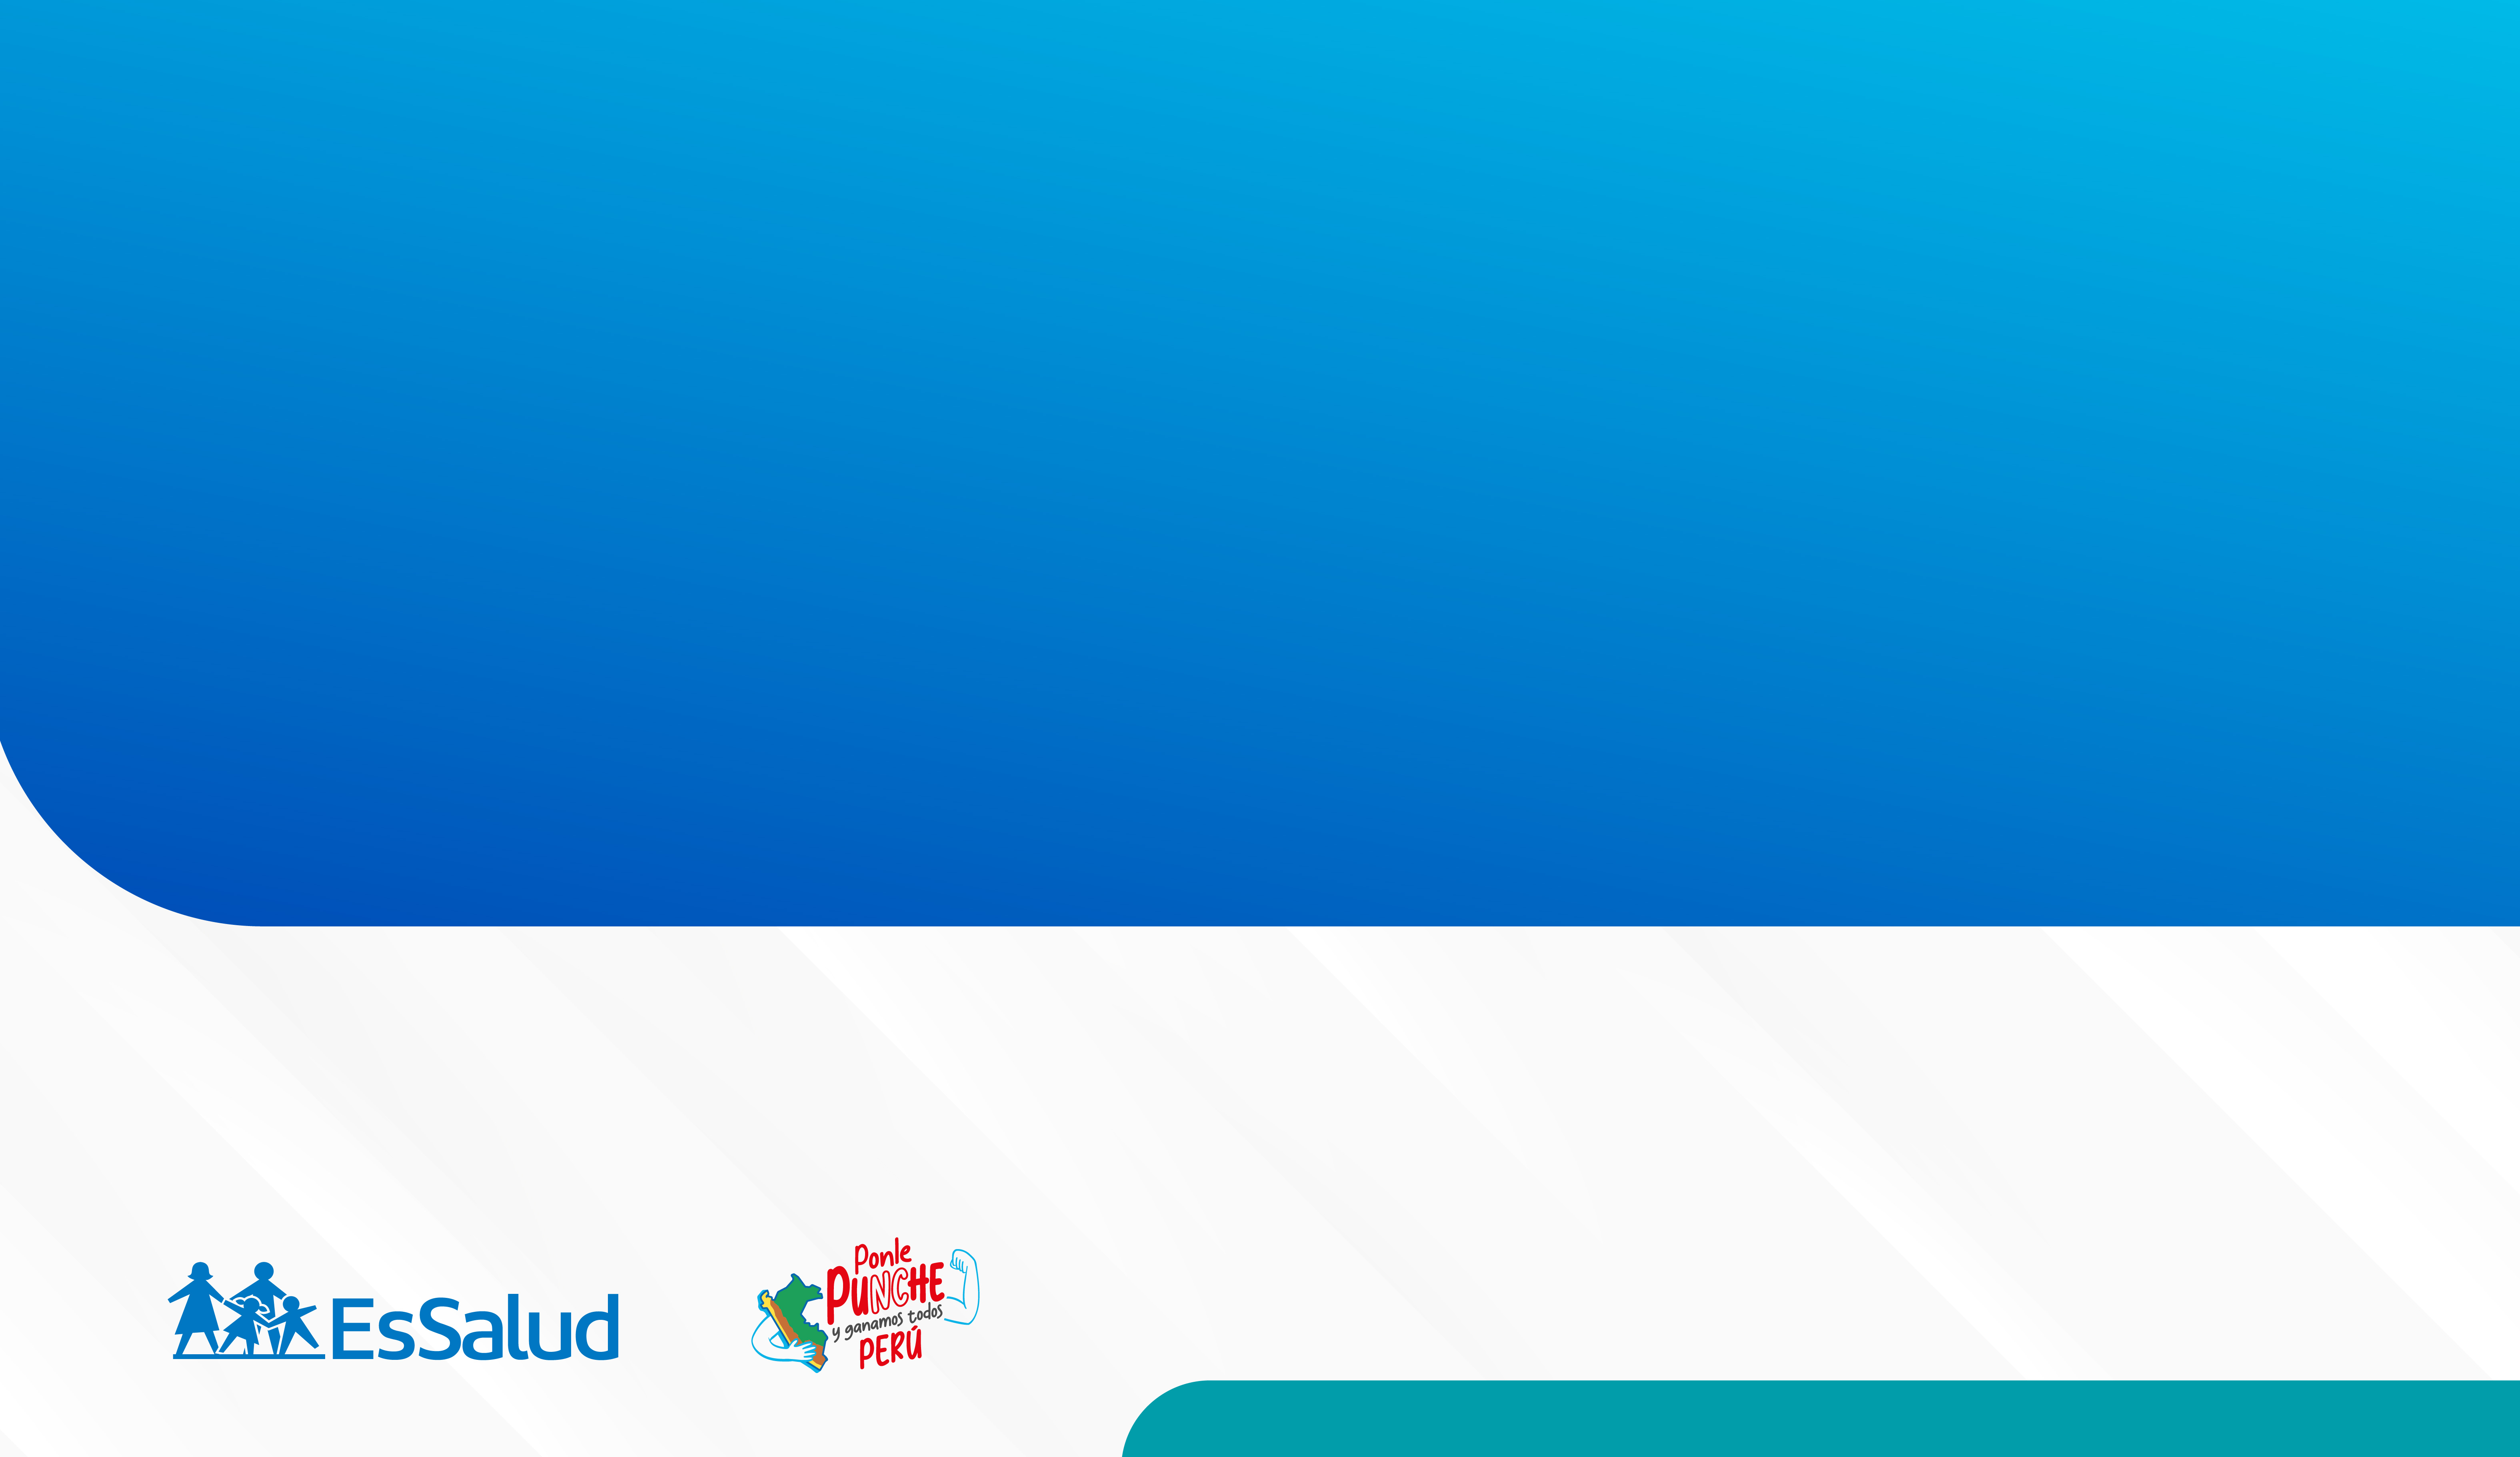 EsSalud
Ponle
PUNCHE
y ganamos todos
PERÚ